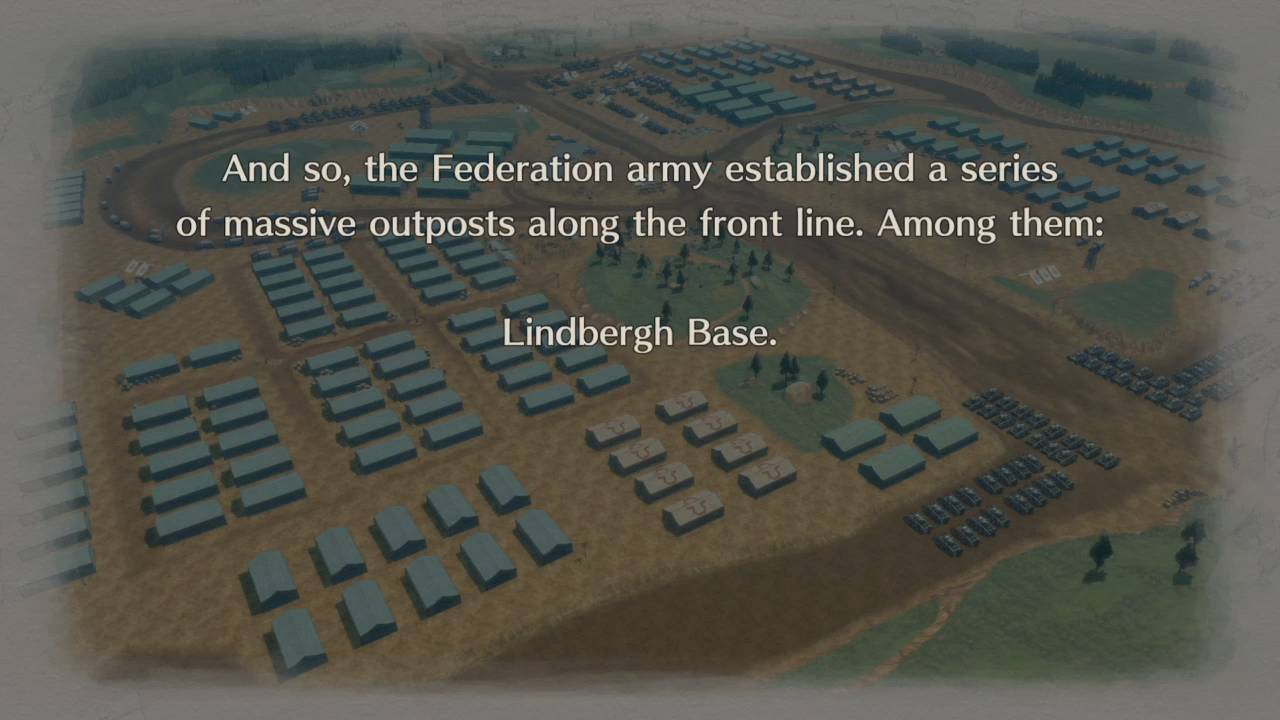 And so, the Federation army established a series
of massive outposts along the front line. Among them:
Lindbergh Base.